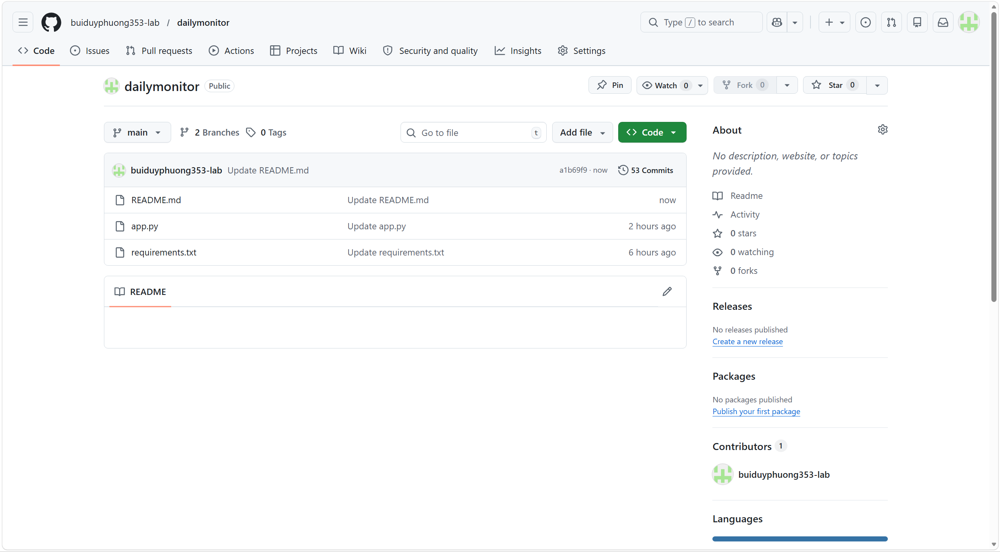 buiduyphuong353-lab / dailymonitor
Type / to search
Code
Issues
Pull requests
Actions
Projects
Wiki
Security and quality
Insights
Settings
dailymonitor Public
Pin
Watch 0
Fork 0
Star 0
main
2 Branches
0 Tags
Go to file t
Add file
Code
buiduyphuong353-lab Update README.md a1b69f9 · now 53 Commits
README.md Update README.md now
app.py Update app.py 2 hours ago
requirements.txt Update requirements.txt 6 hours ago
README
About
No description, website, or topics
provided.
Readme
Activity
0 stars
0 watching
0 forks
Releases
No releases published
Create a new release
Packages
No packages published
Publish your first package
Contributors 1
buiduyphuong353-lab
Languages